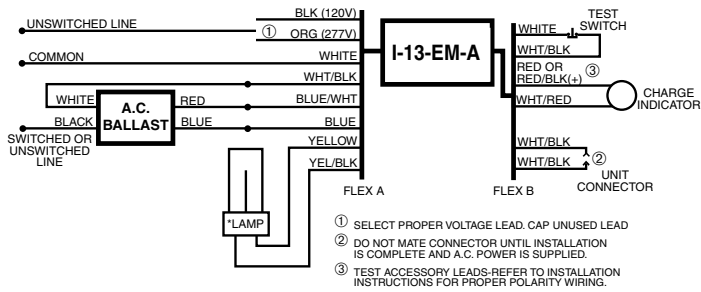 BLK (120V)
UNSWITCHED LINE
① ORG (277V)
COMMON
WHITE
WHT/BLK
WHITE
A.C.
BALLAST
RED
BLUE/WHT
BLACK
BLUE
BLUE
SWITCHED OR
UNSWITCHED
LINE
YELLOW
YEL/BLK
*LAMP
FLEX A
I-13-EM-A
FLEX B
TEST
SWITCH
WHITE
WHT/BLK
RED OR
RED/BLK(+) ③
WHT/RED
CHARGE
INDICATOR
WHT/BLK
WHT/BLK
②
UNIT
CONNECTOR
① SELECT PROPER VOLTAGE LEAD. CAP UNUSED LEAD
② DO NOT MATE CONNECTOR UNTIL INSTALLATION
IS COMPLETE AND A.C. POWER IS SUPPLIED.
③ TEST ACCESSORY LEADS-REFER TO INSTALLATION
INSTRUCTIONS FOR PROPER POLARITY WIRING.